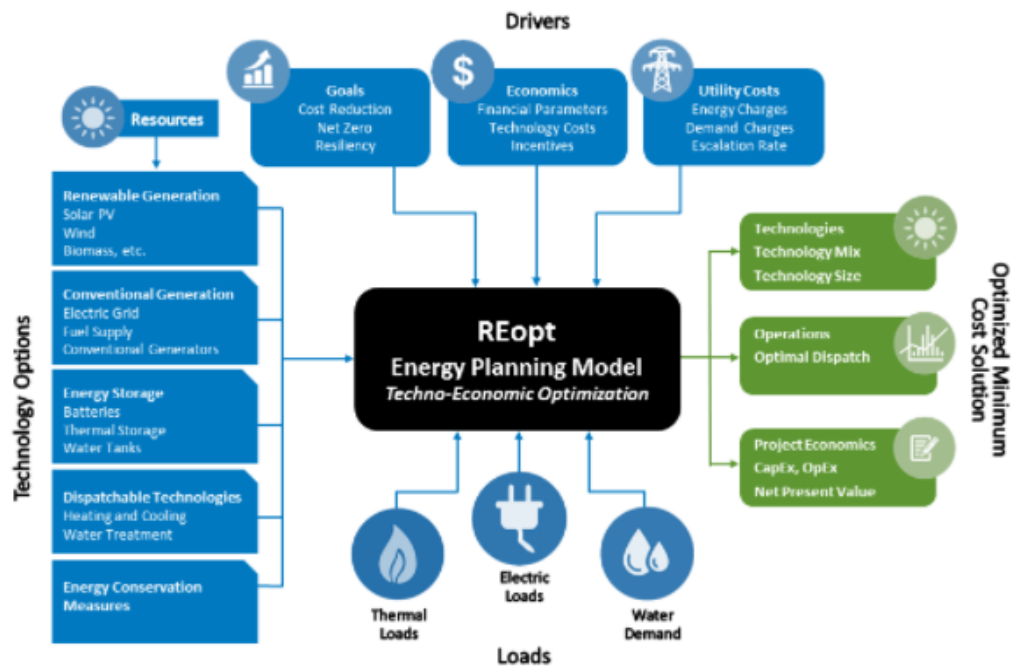 Drivers
Goals
Cost Reduction
Net Zero
Resiliency
$
Economics
Financial Parameters
Technology Costs
Incentives
Utility Costs
Energy Charges
Demand Charges
Escalation Rate
Resources
Technology Options
Renewable Generation
Solar PV
Wind
Biomass, etc.
Conventional Generation
Electric Grid
Fuel Supply
Conventional Generators
Energy Storage
Batteries
Thermal Storage
Water Tanks
Dispatchable Technologies
Heating and Cooling
Water Treatment
Energy Conservation
Measures
REopt
Energy Planning Model
Techno-Economic Optimization
Technologies
Technology Mix
Technology Size
Operations
Optimal Dispatch
Project Economics
CapEx, OpEx
Net Present Value
Optimized Minimum
Cost Solution
Thermal
Loads
Electric
Loads
Water
Demand
Loads